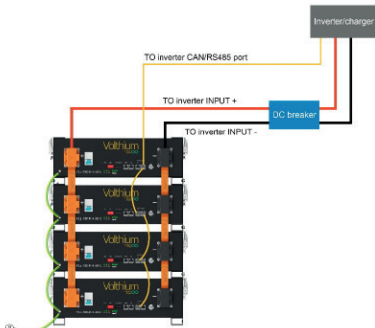 Inverter/charger
TO inverter CAN/RS485 port
TO inverter INPUT +
DC breaker
TO inverter INPUT -
Volthium
Volthium
Volthium
Volthium